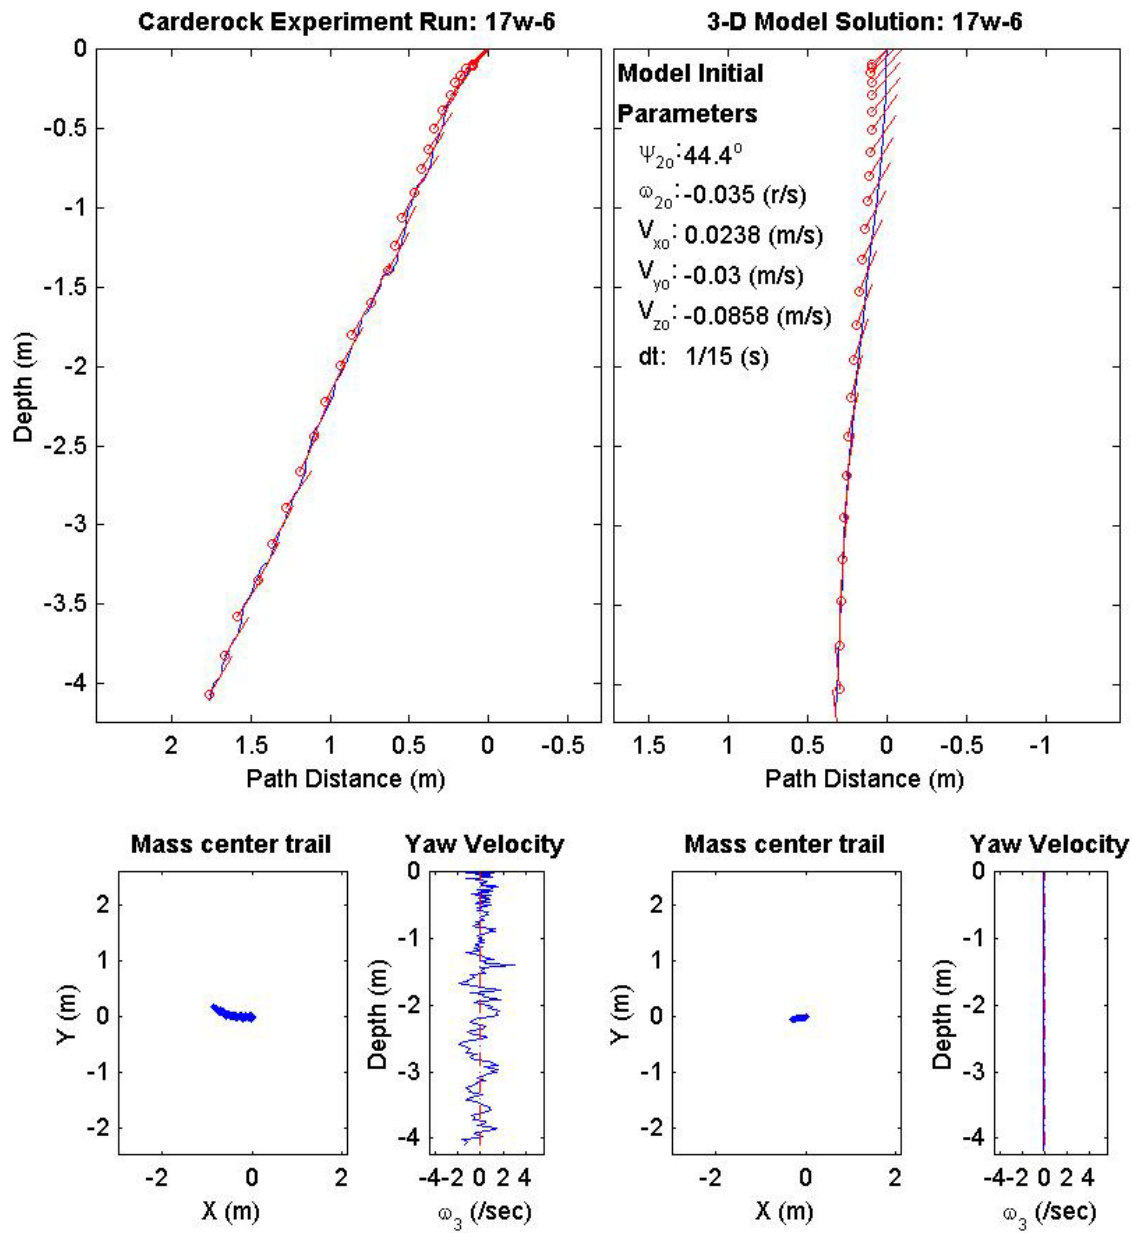 Carderock Experiment Run: 17w-6
0
-0.5
-1
-1.5
-2
-2.5
-3
-3.5
-4
Depth (m)
2
1.5
1
0.5
0
-0.5
Path Distance (m)
3-D Model Solution: 17w-6
Model Initial
Parameters
Ψ2o: 44.4°
ω2o: -0.035 (r/s)
Vxo: 0.0238 (m/s)
Vyo: -0.03 (m/s)
Vzo: -0.0858 (m/s)
dt: 1/15 (s)
1.5
1
0.5
0
-0.5
-1
Path Distance (m)
Mass center trail
2
1
0
-1
-2
Y (m)
-2
0
2
X (m)
Yaw Velocity
0
-1
-2
-3
-4
Depth (m)
-4-2 0 2 4
ω3 (/sec)
Mass center trail
2
1
0
-1
-2
Y (m)
-2
0
2
X (m)
Yaw Velocity
0
-1
-2
-3
-4
Depth (m)
-4-2 0 2 4
ω3 (/sec)